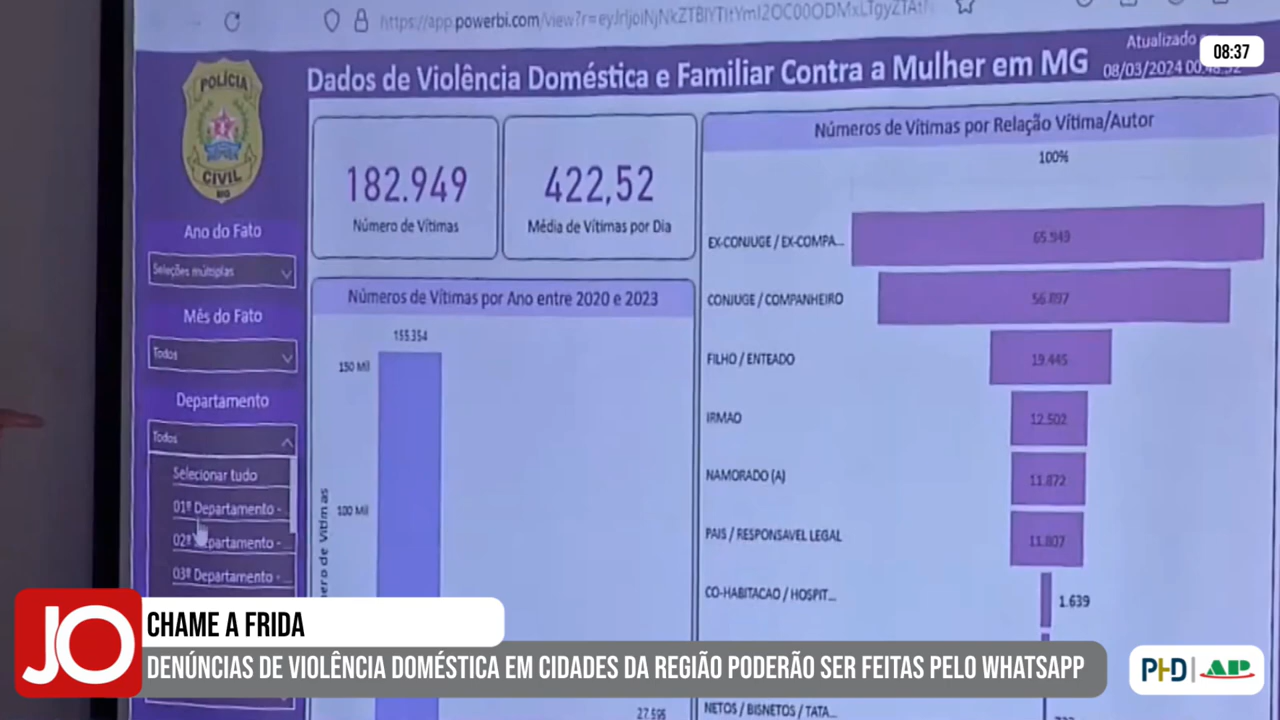 https://app.powerbi.com/view?r=
Dados de Violência Doméstica e Familiar Contra a Mulher em MG
Atualizado
08/03/2024
08:37
POLÍCIA
CIVIL
MG
Ano do Fato
Seleções múltiplas
Mês do Fato
Todos
Departamento
Todos
Selecionar tudo
01º Departamento - ...
02º Departamento - ...
03º Departamento - ...
182.949
Número de Vítimas
422,52
Média de Vítimas por Dia
Números de Vítimas por Ano entre 2020 e 2023
155.354
150 Mil
100 Mil
27.595
Números de Vítimas por Relação Vítima/Autor
100%
EX-CONJUGE / EX-COMPA...
65.949
CONJUGE / COMPANHEIRO
56.897
FILHO / ENTEADO
19.445
IRMAO
12.502
NAMORADO (A)
11.872
PAIS / RESPONSAVEL LEGAL
11.807
CO-HABITACAO / HOSPIT...
1.639
NETOS / BISNETOS / TATA...
JO
CHAME A FRIDA
DENÚNCIAS DE VIOLÊNCIA DOMÉSTICA EM CIDADES DA REGIÃO PODERÃO SER FEITAS PELO WHATSAPP
PHD | AP